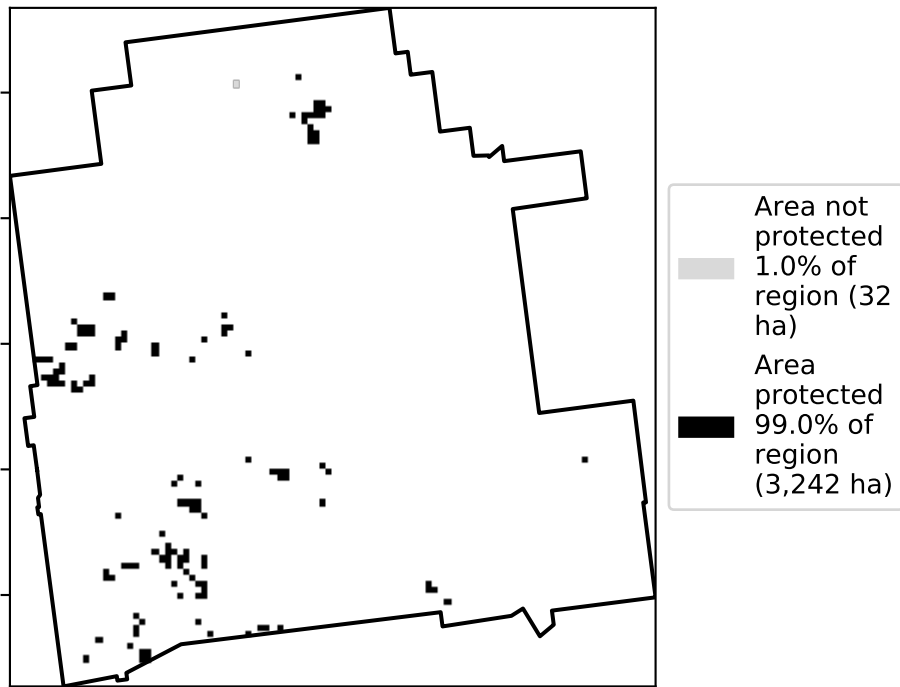 Area not
protected
1.0% of
region (32
ha)
Area
protected
99.0% of
region
(3,242 ha)